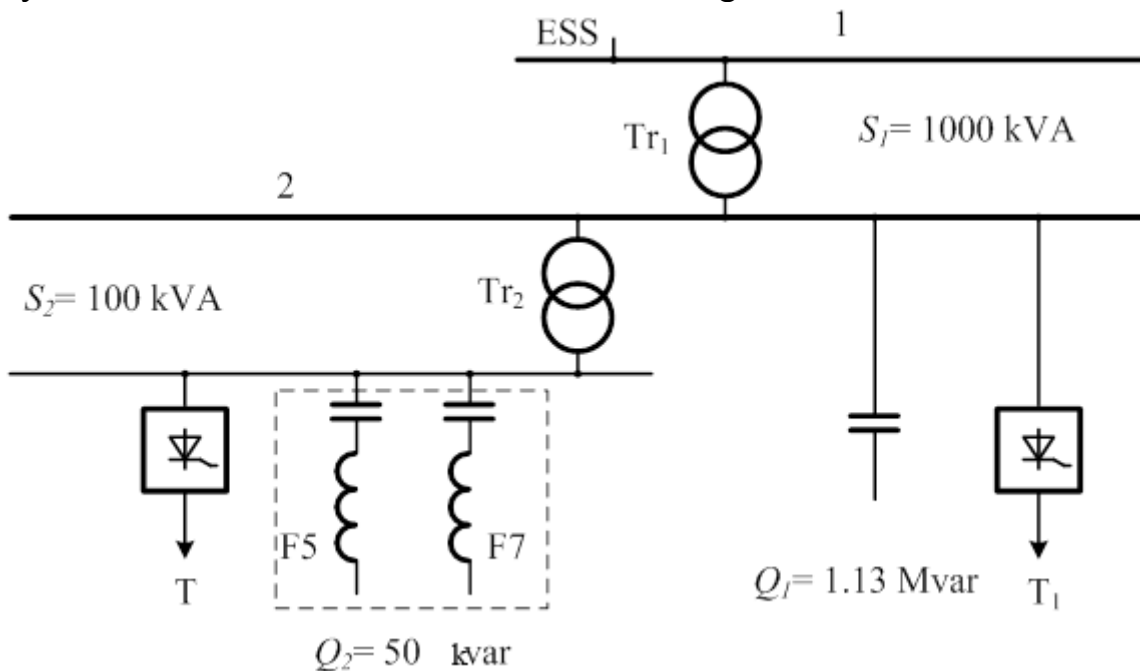 ESS
1
Tr₁
S₁= 1000 kVA
2
S₂= 100 kVA
Tr₂
F5
F7
T
Q₁= 1.13 Mvar
T₁
Q₂= 50 kvar